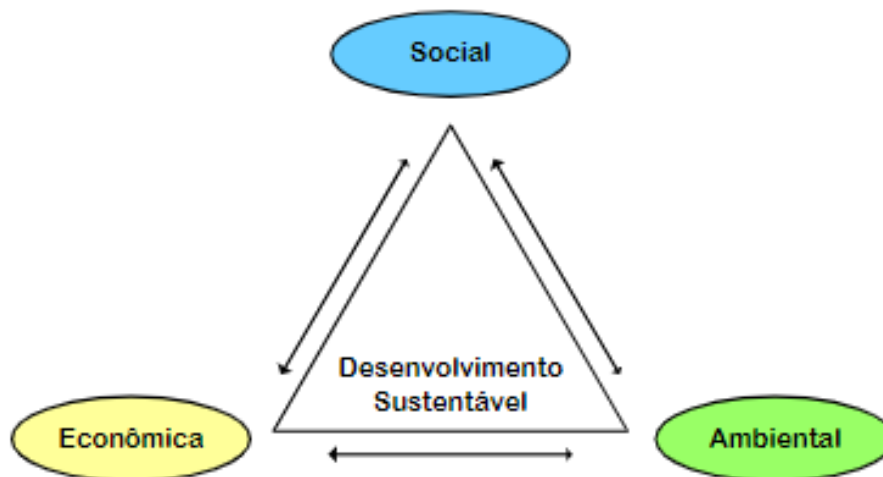 Social
Desenvolvimento
Sustentável
Econômica
Ambiental